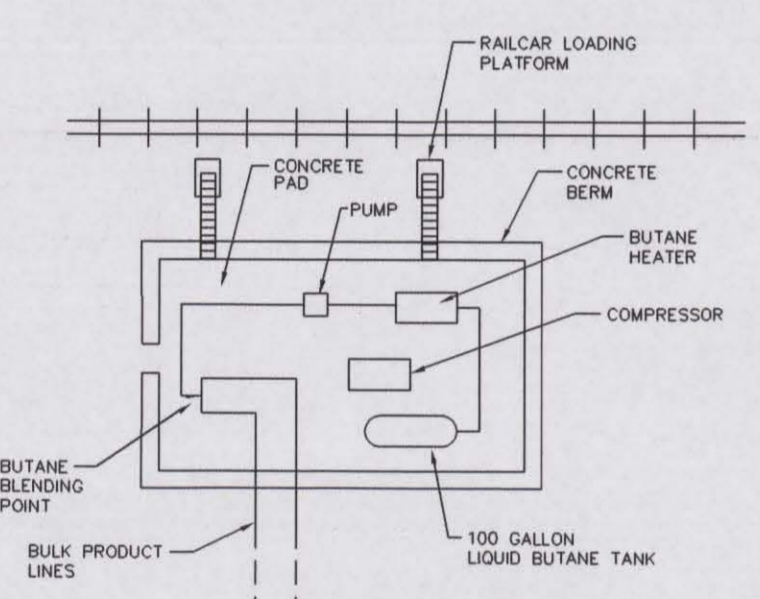 RAILCAR LOADING
PLATFORM
CONCRETE
PAD
CONCRETE
BERM
PUMP
BUTANE
HEATER
COMPRESSOR
BUTANE
BLENDING
POINT
100 GALLON
LIQUID BUTANE TANK
BULK PRODUCT
LINES